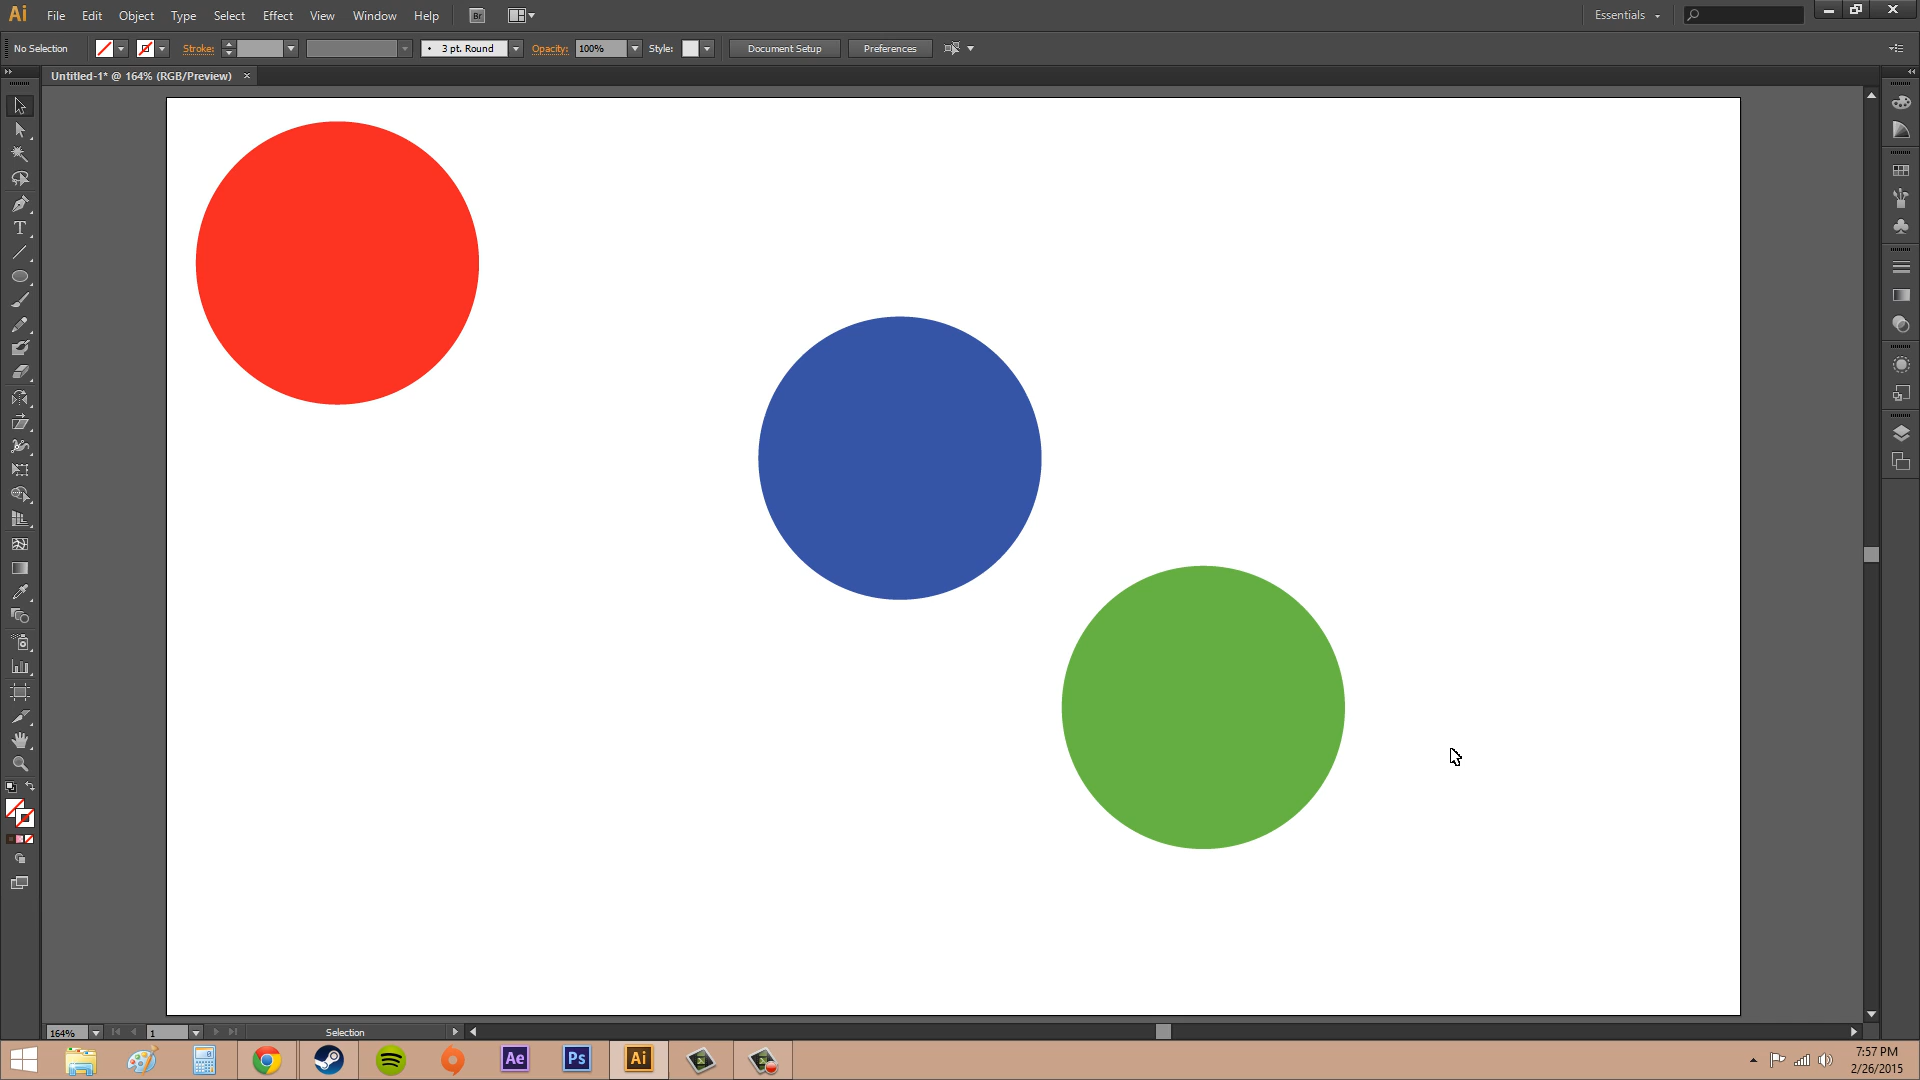 Ai File Edit Object Type Select Effect View Window Help Br Essentials
No Selection Stroke: 3 pt. Round Opacity: 100% Style: Document Setup Preferences
Untitled-1* @ 164% (RGB/Preview) ×
T
164% 1 Selection
Ae Ps Ai 7:57 PM
2/26/2015